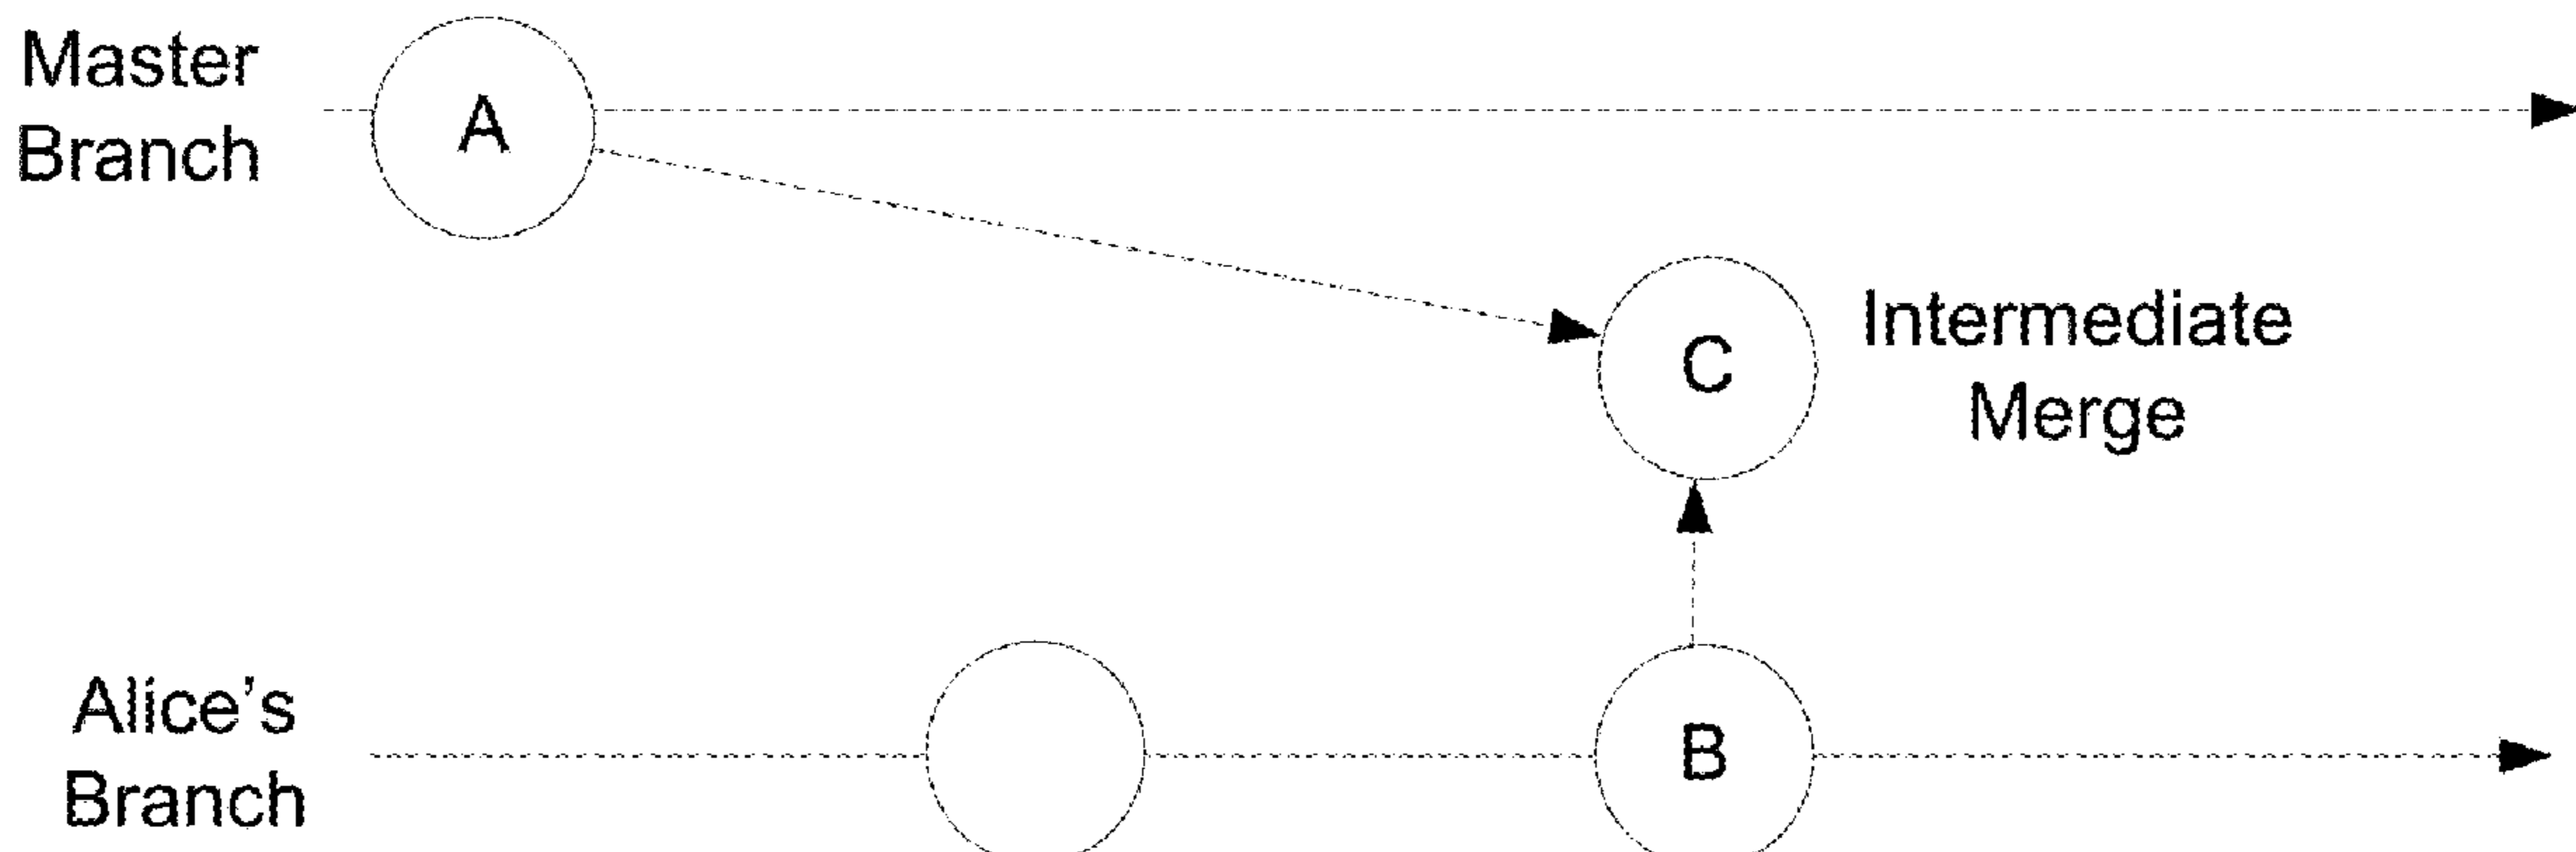 Master
Branch
A
C
Intermediate
Merge
Alice's
Branch
B